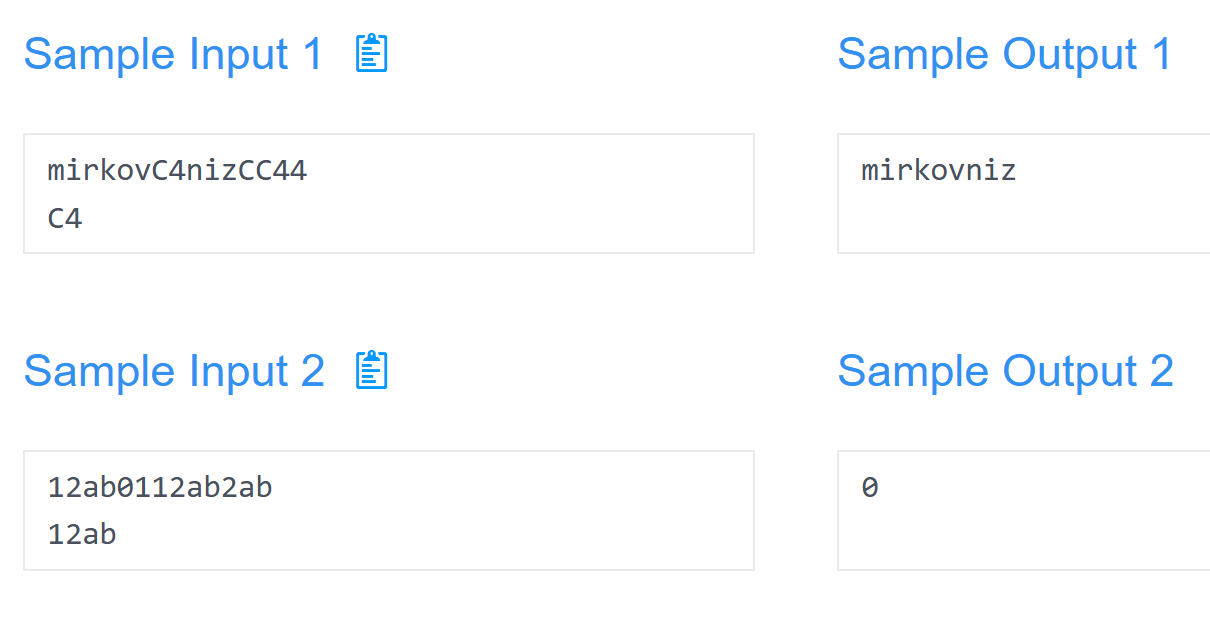 Sample Input 1
Sample Output 1
mirkovC4nizCC44
C4
mirkovniz
Sample Input 2
Sample Output 2
12ab0112ab2ab
12ab
0